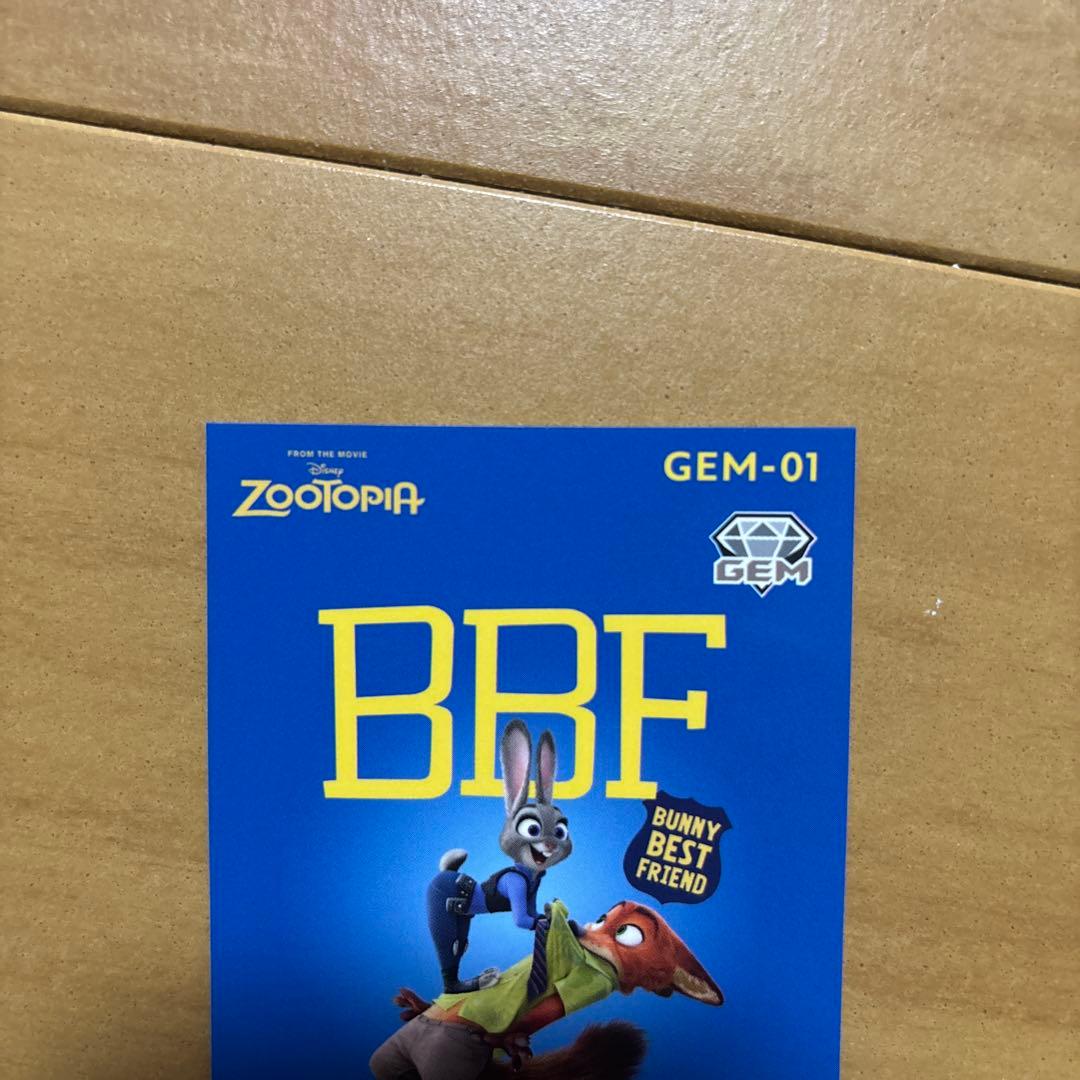 FROM THE MOVIE
Disney
ZOOTOPIA
GEM-01
GEM
BBF
BUNNY
BEST
FRIEND